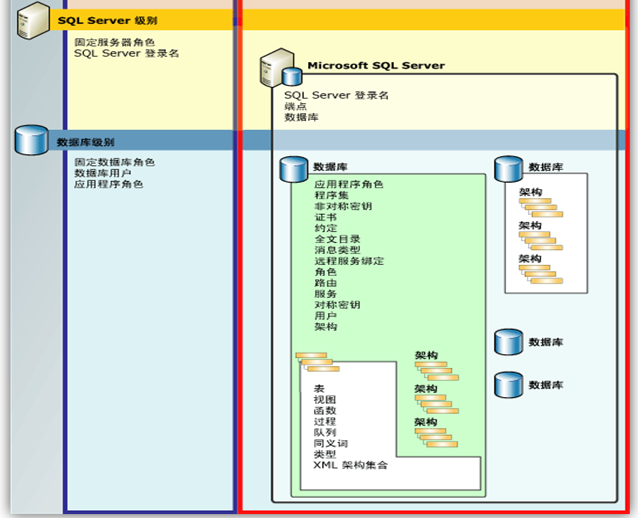 SQL Server 级别
固定服务器角色
SQL Server 登录名
Microsoft SQL Server
SQL Server 登录名
端点
数据库
数据库级别
固定数据库角色
数据库用户
应用程序角色
数据库
应用程序角色
程序集
非对称密钥
证书
约定
全文目录
消息类型
远程服务绑定
角色
路由
服务
对称密钥
用户
架构
表
视图
函数
过程
队列
同义词
类型
XML 架构集合
架构
架构
架构
数据库
架构
架构
架构
数据库
数据库